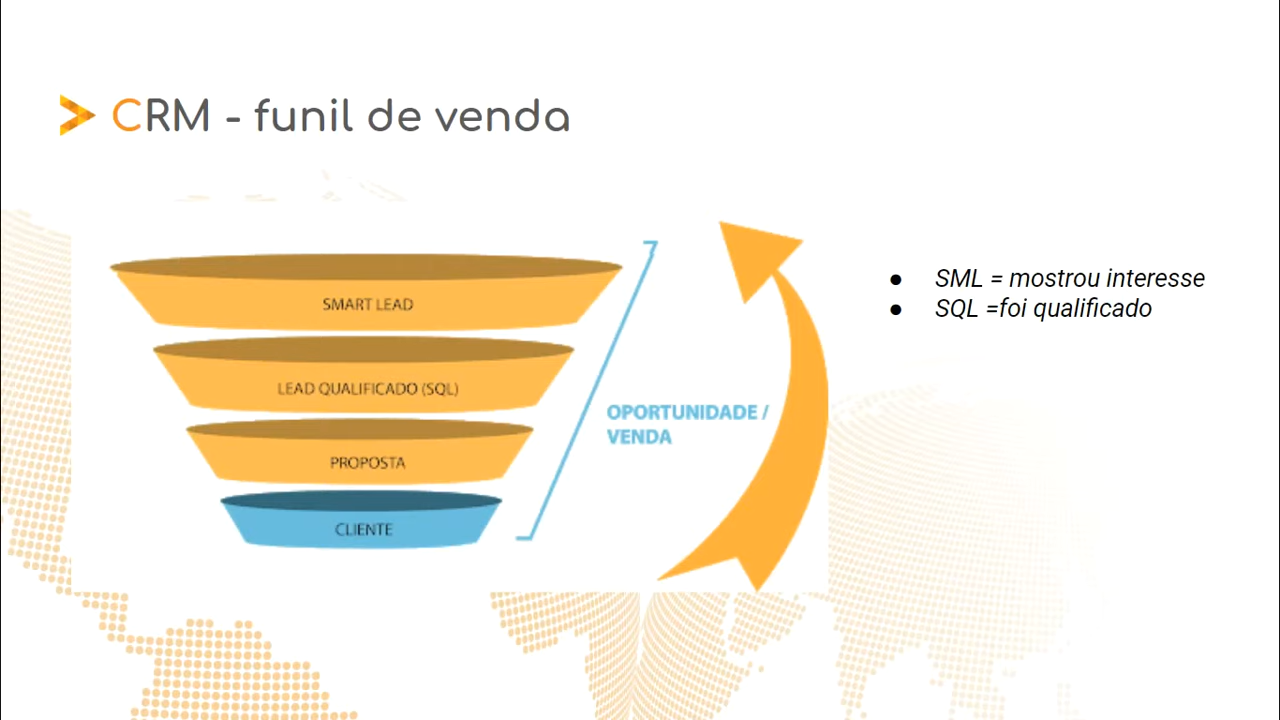 CRM - funil de venda
SMART LEAD
LEAD QUALIFICADO (SQL)
PROPOSTA
CLIENTE
OPORTUNIDADE /
VENDA
● SML = mostrou interesse
● SQL =foi qualificado